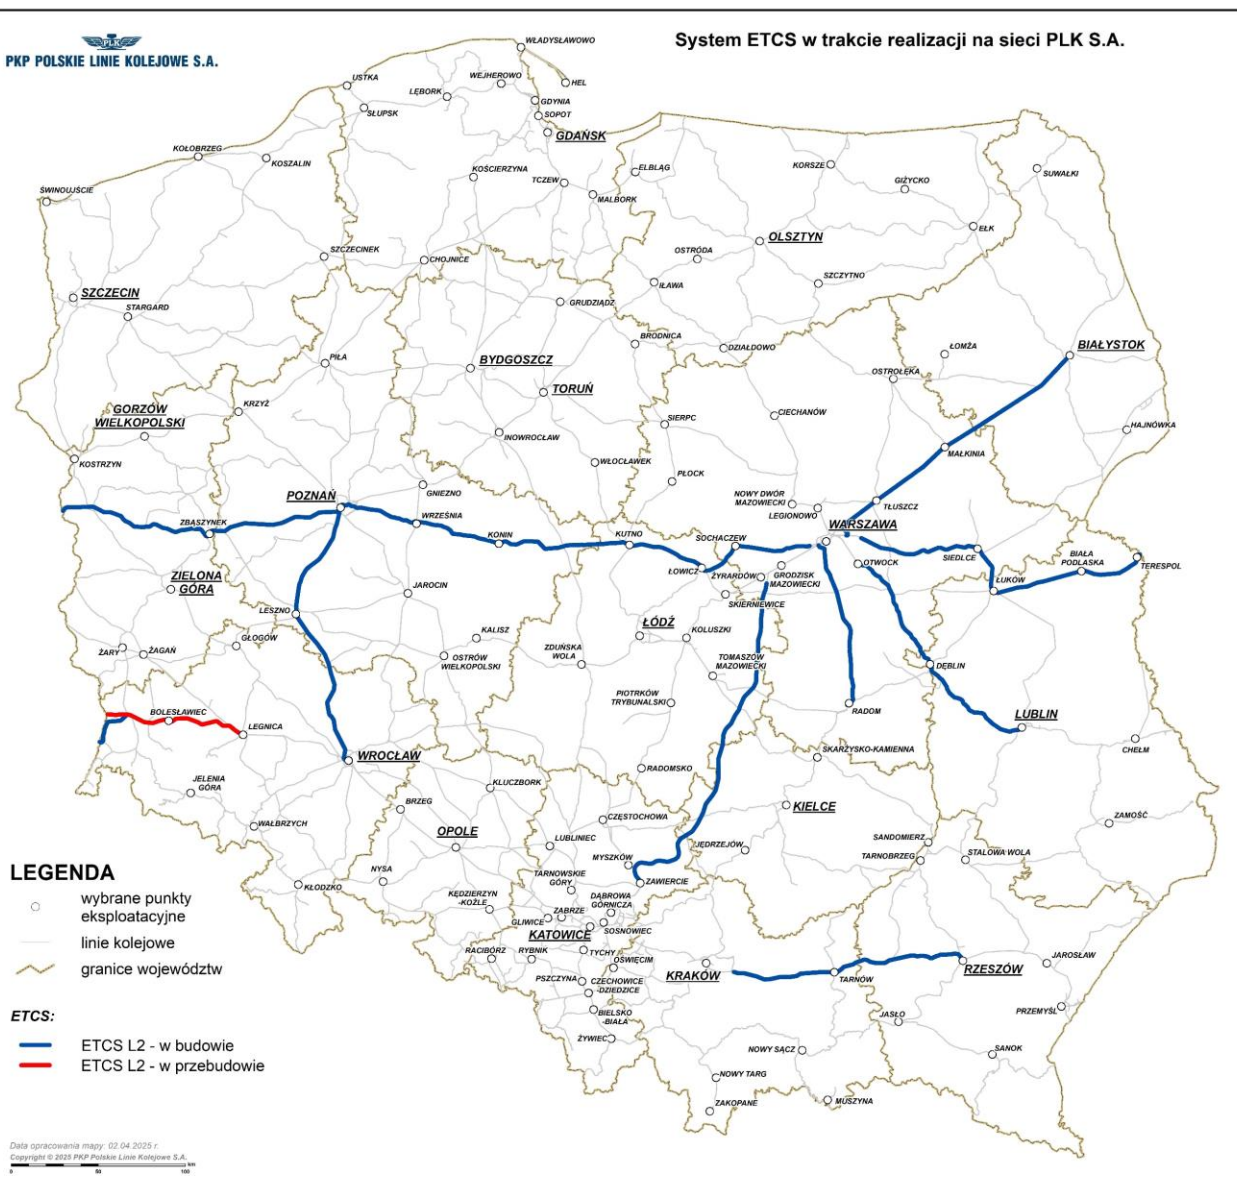 System ETCS w trakcie realizacji na sieci PLK S.A.
PLK
PKP POLSKIE LINIE KOLEJOWE S.A.
WŁADYSŁAWOWO
USTKA
WEJHEROWO
HEL
LĘBORK
GDYNIA
SŁUPSK
SOPOT
GDAŃSK
KOŁOBRZEG
KOSZALIN
KOŚCIERZYNA
TCZEW
ELBLĄG
KORSZE
GIŻYCKO
SUWAŁKI
ŚWINOUJŚCIE
MALBORK
EŁK
OLSZTYN
SZCZECINEK
CHOJNICE
OSTRÓDA
SZCZYTNO
IŁAWA
SZCZECIN
STARGARD
GRUDZIĄDZ
BRODNICA
DZIAŁDOWO
ŁOMŻA
BIAŁYSTOK
PIŁA
BYDGOSZCZ
TORUŃ
OSTROŁĘKA
GORZÓW
WIELKOPOLSKI
KRZYŻ
SIERPC
CIECHANÓW
HAJNÓWKA
INOWROCŁAW
MAŁKINIA
KOSTRZYN
WŁOCŁAWEK
PŁOCK
GNIEZNO
POZNAŃ
NOWY DWÓR
MAZOWIECKI
LEGIONOWO
TŁUSZCZ
ZBĄSZYNEK
WRZEŚNIA
KONIN
KUTNO
SOCHACZEW
WARSZAWA
SIEDLCE
BIAŁA
PODLASKA
TERESPOL
ZIELONA
GÓRA
JAROCIN
ŁOWICZ
ŻYRARDÓW
GRODZISK
MAZOWIECKI
OTWOCK
ŁUKÓW
SKIERNIEWICE
LESZNO
ŁÓDŹ
KOLUSZKI
GŁOGÓW
KALISZ
ŻARY
ŻAGAŃ
OSTRÓW
WIELKOPOLSKI
ZDUŃSKA
WOLA
TOMASZÓW
MAZOWIECKI
DĘBLIN
PIOTRKÓW
TRYBUNALSKI
RADOM
LUBLIN
BOLESŁAWIEC
LEGNICA
WROCŁAW
CHEŁM
SKARŻYSKO-KAMIENNA
RADOMSKO
JELENIA
GÓRA
KLUCZBORK
BRZEG
KIELCE
WAŁBRZYCH
CZĘSTOCHOWA
ZAMOŚĆ
OPOLE
LUBLINIEC
JĘDRZEJÓW
SANDOMIERZ
TARNOBRZEG
STALOWA WOLA
MYSZKÓW
NYSA
KŁODZKO
TARNOWSKIE
GÓRY
ZAWIERCIE
KĘDZIERZYN
-KOŹLE
DĄBROWA
GÓRNICZA
GLIWICE
ZABRZE
SOSNOWIEC
KATOWICE
RACIBÓRZ
RYBNIK
TYCHY
OŚWIĘCIM
KRAKÓW
TARNÓW
RZESZÓW
JAROSŁAW
PSZCZYNA
CZECHOWICE
-DZIEDZICE
BIELSKO
-BIAŁA
JASŁO
PRZEMYŚL
ŻYWIEC
NOWY SĄCZ
SANOK
NOWY TARG
ZAKOPANE
MUSZYNA
LEGENDA
wybrane punkty
eksploatacyjne
linie kolejowe
granice województw
ETCS:
ETCS L2 - w budowie
ETCS L2 - w przebudowie
Data opracowania mapy: 02.04.2025 r.
Copyright © 2025 PKP Polskie Linie Kolejowe S.A.
km
0 50 100